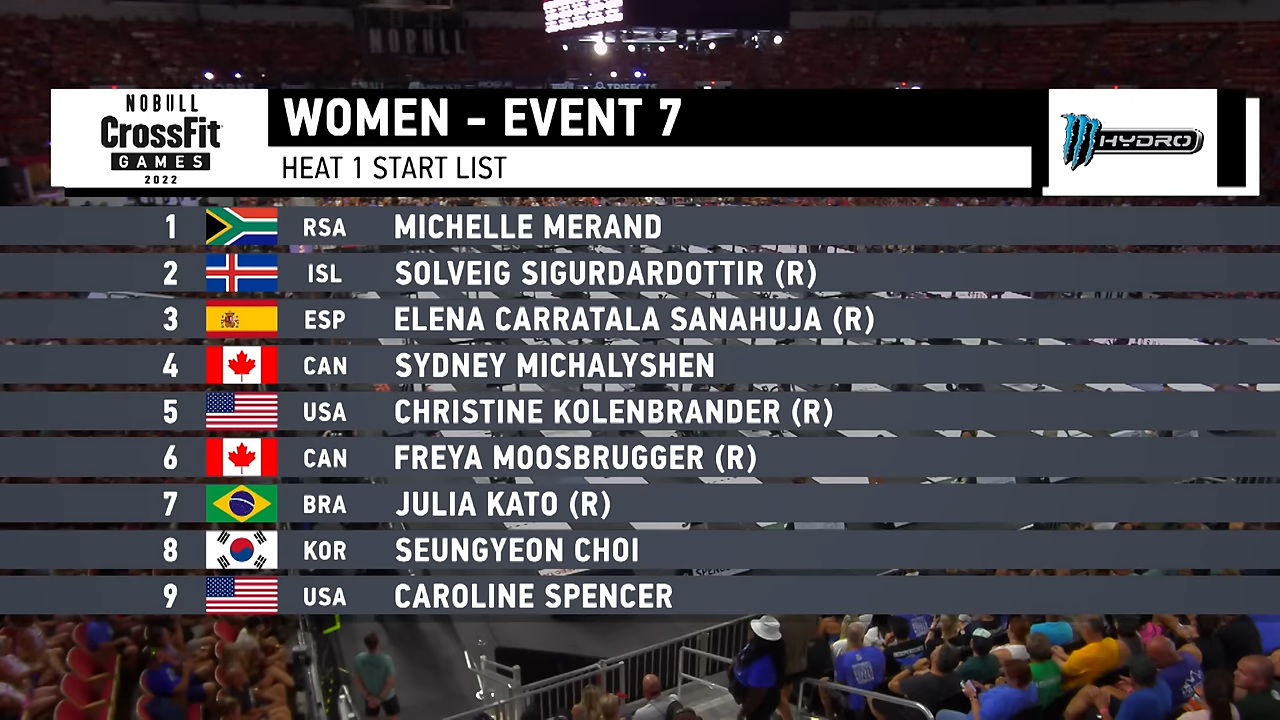 NOBULL
CrossFit
GAMES
2022
WOMEN - EVENT 7
HEAT 1 START LIST
HYDRO
1 RSA MICHELLE MERAND
2 ISL SOLVEIG SIGURDARDOTTIR (R)
3 ESP ELENA CARRATALA SANAHUJA (R)
4 CAN SYDNEY MICHALYSHEN
5 USA CHRISTINE KOLENBRANDER (R)
6 CAN FREYA MOOSBRUGGER (R)
7 BRA JULIA KATO (R)
8 KOR SEUNGYEON CHOI
9 USA CAROLINE SPENCER
NOBULL
SPENCER